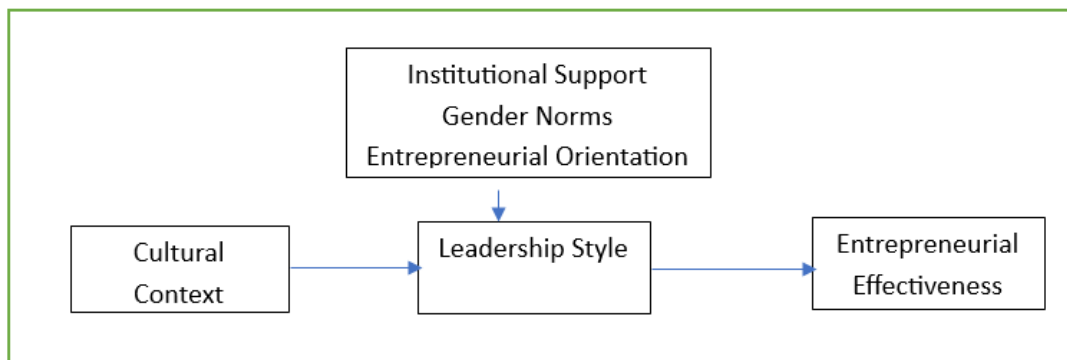 Institutional Support
Gender Norms
Entrepreneurial Orientation
Cultural
Context
Leadership Style
Entrepreneurial
Effectiveness